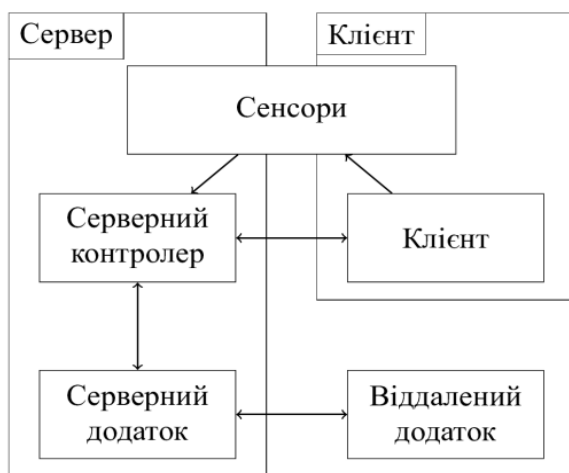 Сервер
Клієнт
Сенсори
Серверний
контролер
Клієнт
Серверний
додаток
Віддалений
додаток